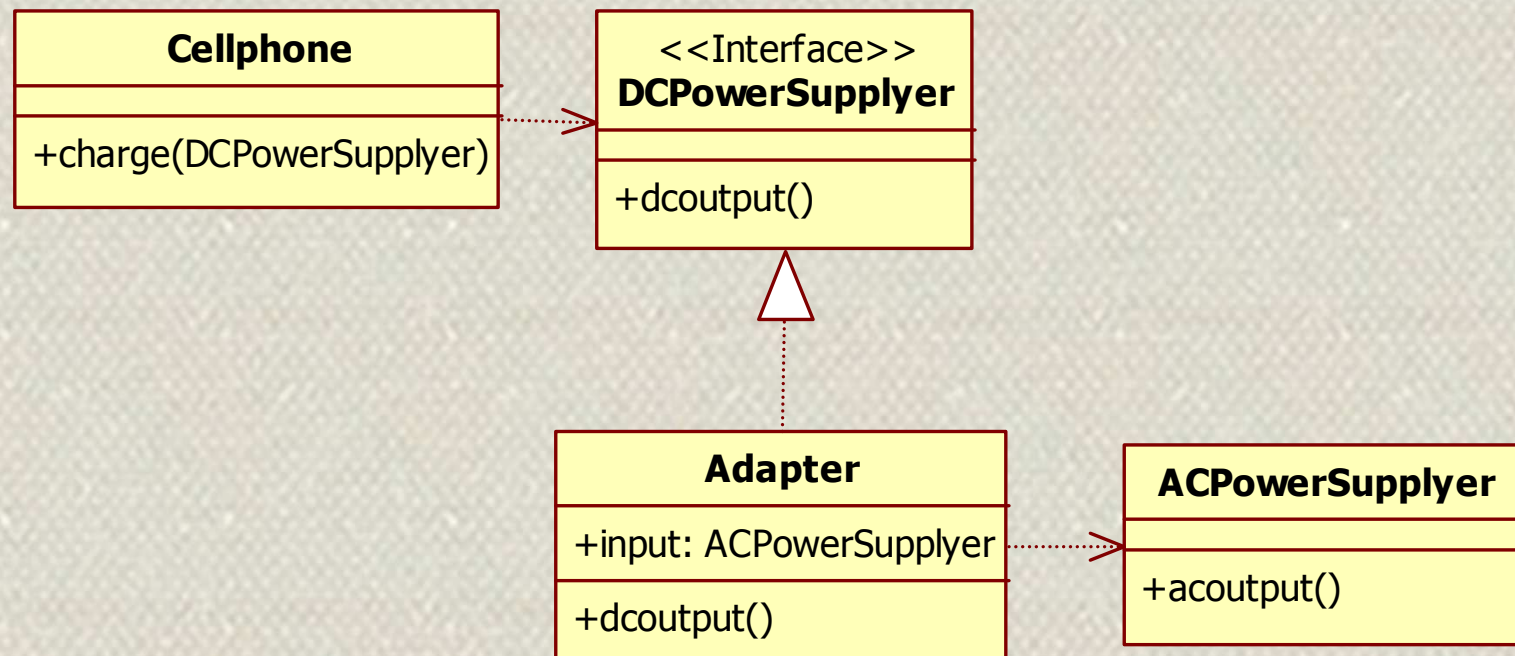 Cellphone
+charge(DCPowerSupplyer)
<<Interface>>
DCPowerSupplyer
+dcoutput()
Adapter
+input: ACPowerSupplyer
+dcoutput()
ACPowerSupplyer
+acoutput()